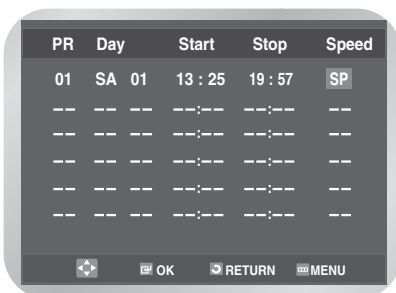 PR Day Start Stop Speed
01 SA 01 13 : 25 19 : 57 SP
–– –– –– ––:–– ––:–– ––
–– –– –– ––:–– ––:–– ––
–– –– –– ––:–– ––:–– ––
–– –– –– ––:–– ––:–– ––
–– –– –– ––:–– ––:–– ––
OK RETURN MENU